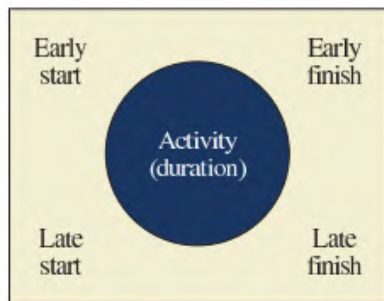 Early
start
Early
finish
Activity
(duration)
Late
start
Late
finish